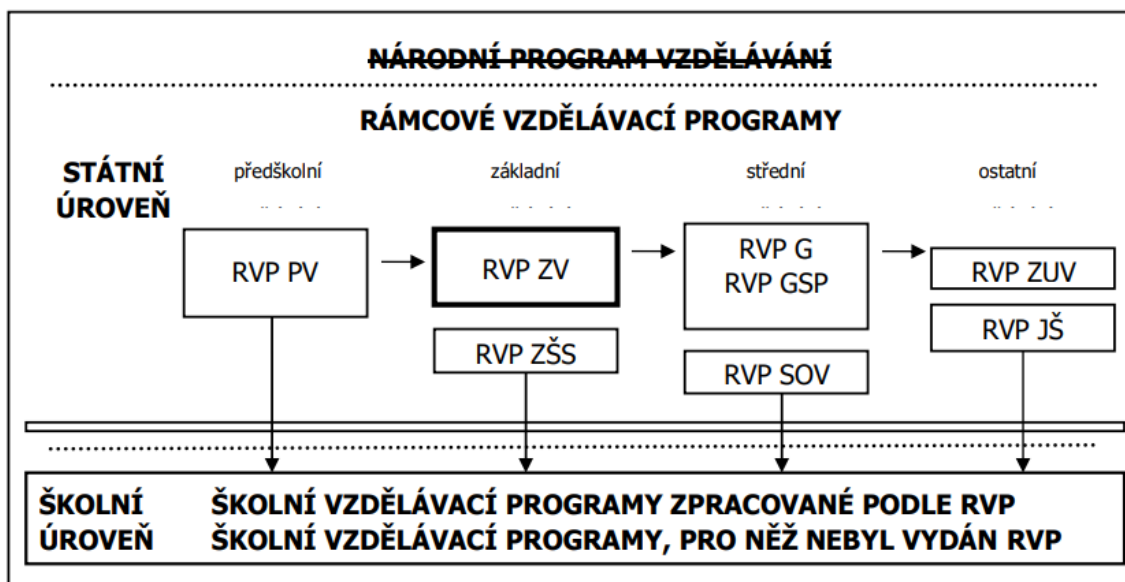 NÁRODNÍ PROGRAM VZDĚLÁVÁNÍ
RÁMCOVÉ VZDĚLÁVACÍ PROGRAMY
STÁTNÍ
ÚROVEŇ
předškolní
základní
střední
ostatní
RVP PV
RVP ZV
RVP G
RVP GSP
RVP ZUV
RVP ZŠS
RVP JŠ
RVP SOV
ŠKOLNÍ ŠKOLNÍ VZDĚLÁVACÍ PROGRAMY ZPRACOVANÉ PODLE RVP
ÚROVEŇ ŠKOLNÍ VZDĚLÁVACÍ PROGRAMY, PRO NĚŽ NEBYL VYDÁN RVP